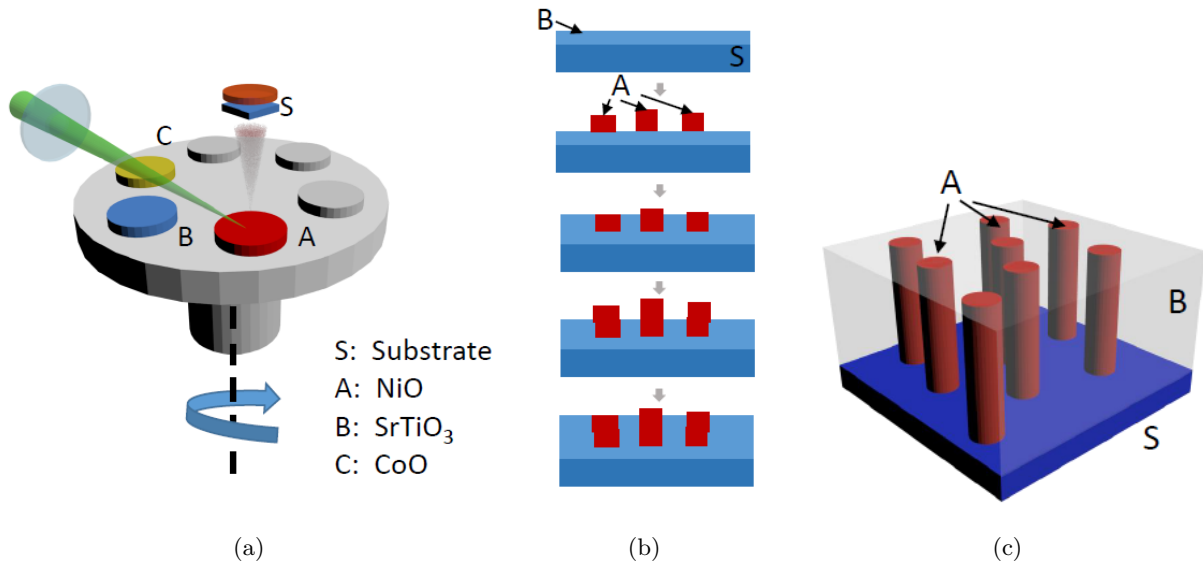 C
S
B
A
S: Substrate
A: NiO
B: SrTiO₃
C: CoO
(a)
B
S
A
(b)
A
B
S
(c)